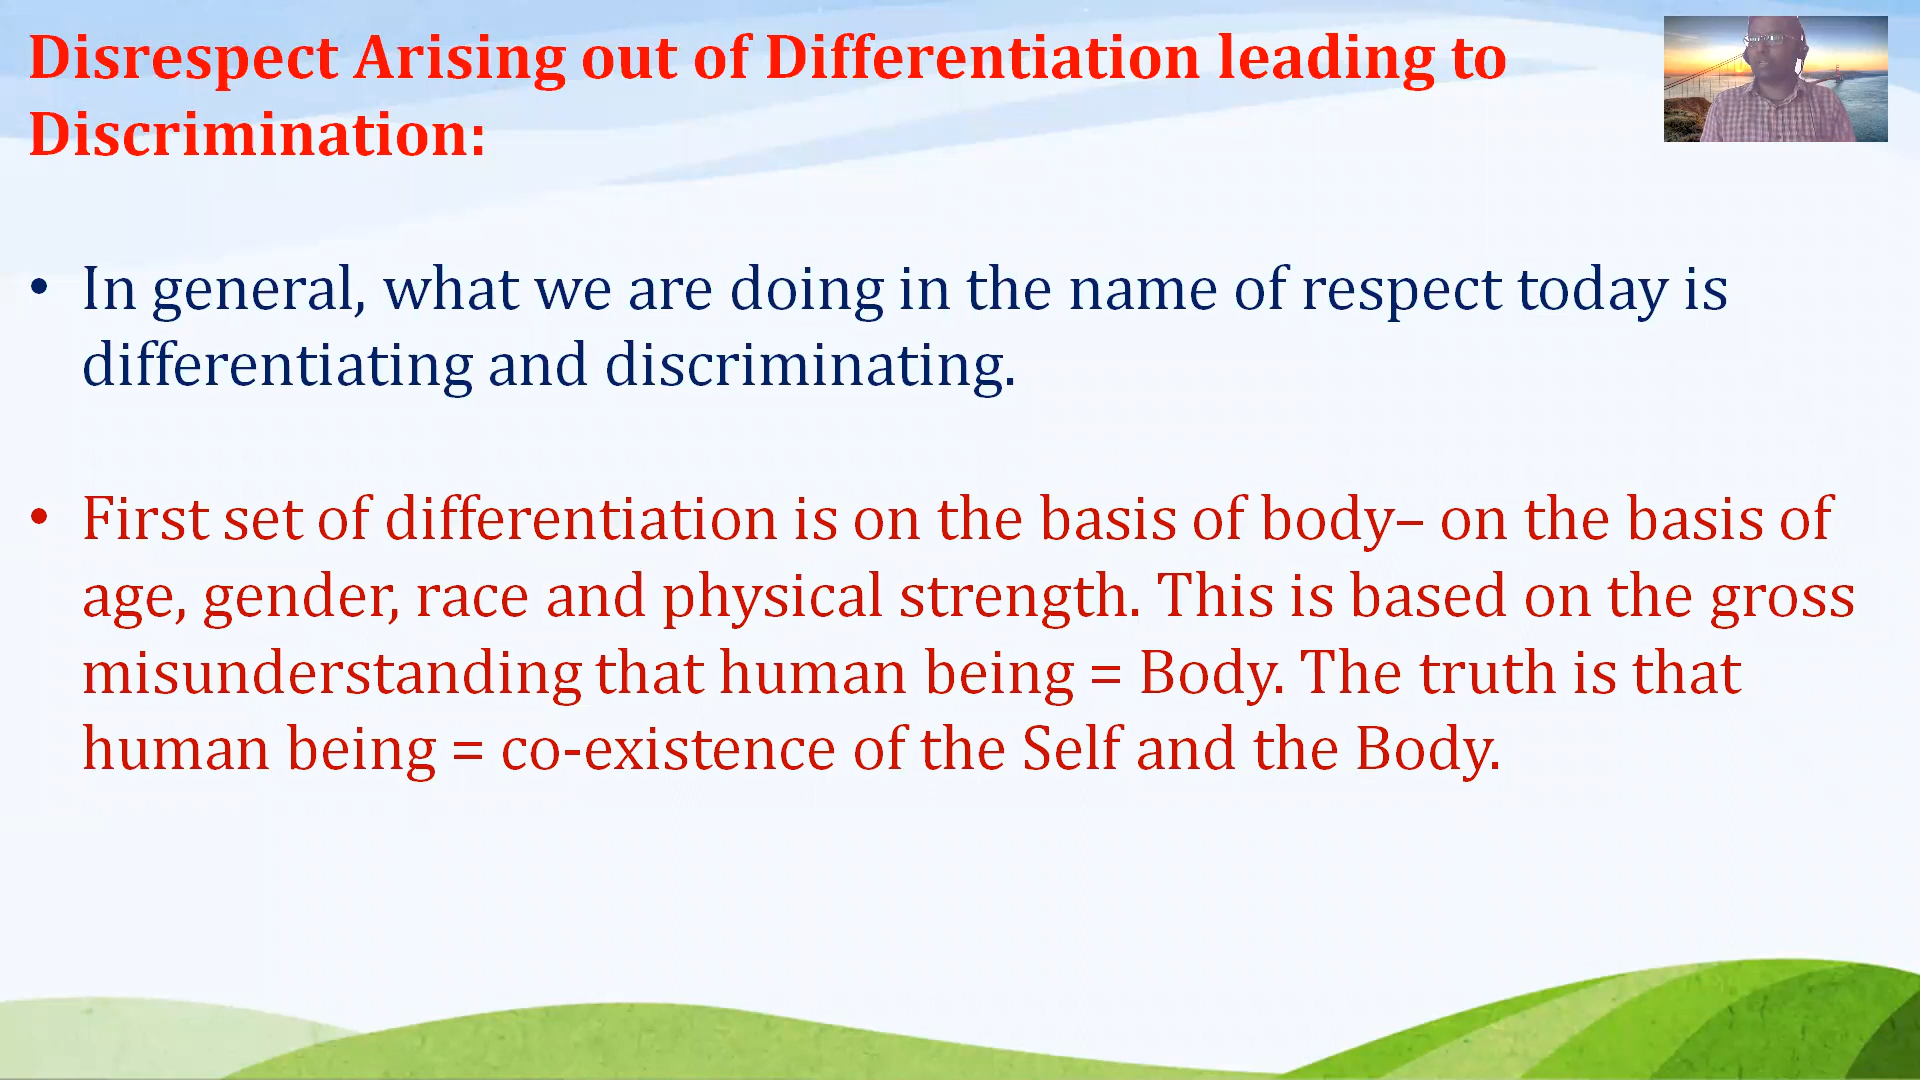 Disrespect Arising out of Differentiation leading to
Discrimination:
• In general, what we are doing in the name of respect today is
differentiating and discriminating.
• First set of differentiation is on the basis of body– on the basis of
age, gender, race and physical strength. This is based on the gross
misunderstanding that human being = Body. The truth is that
human being = co-existence of the Self and the Body.